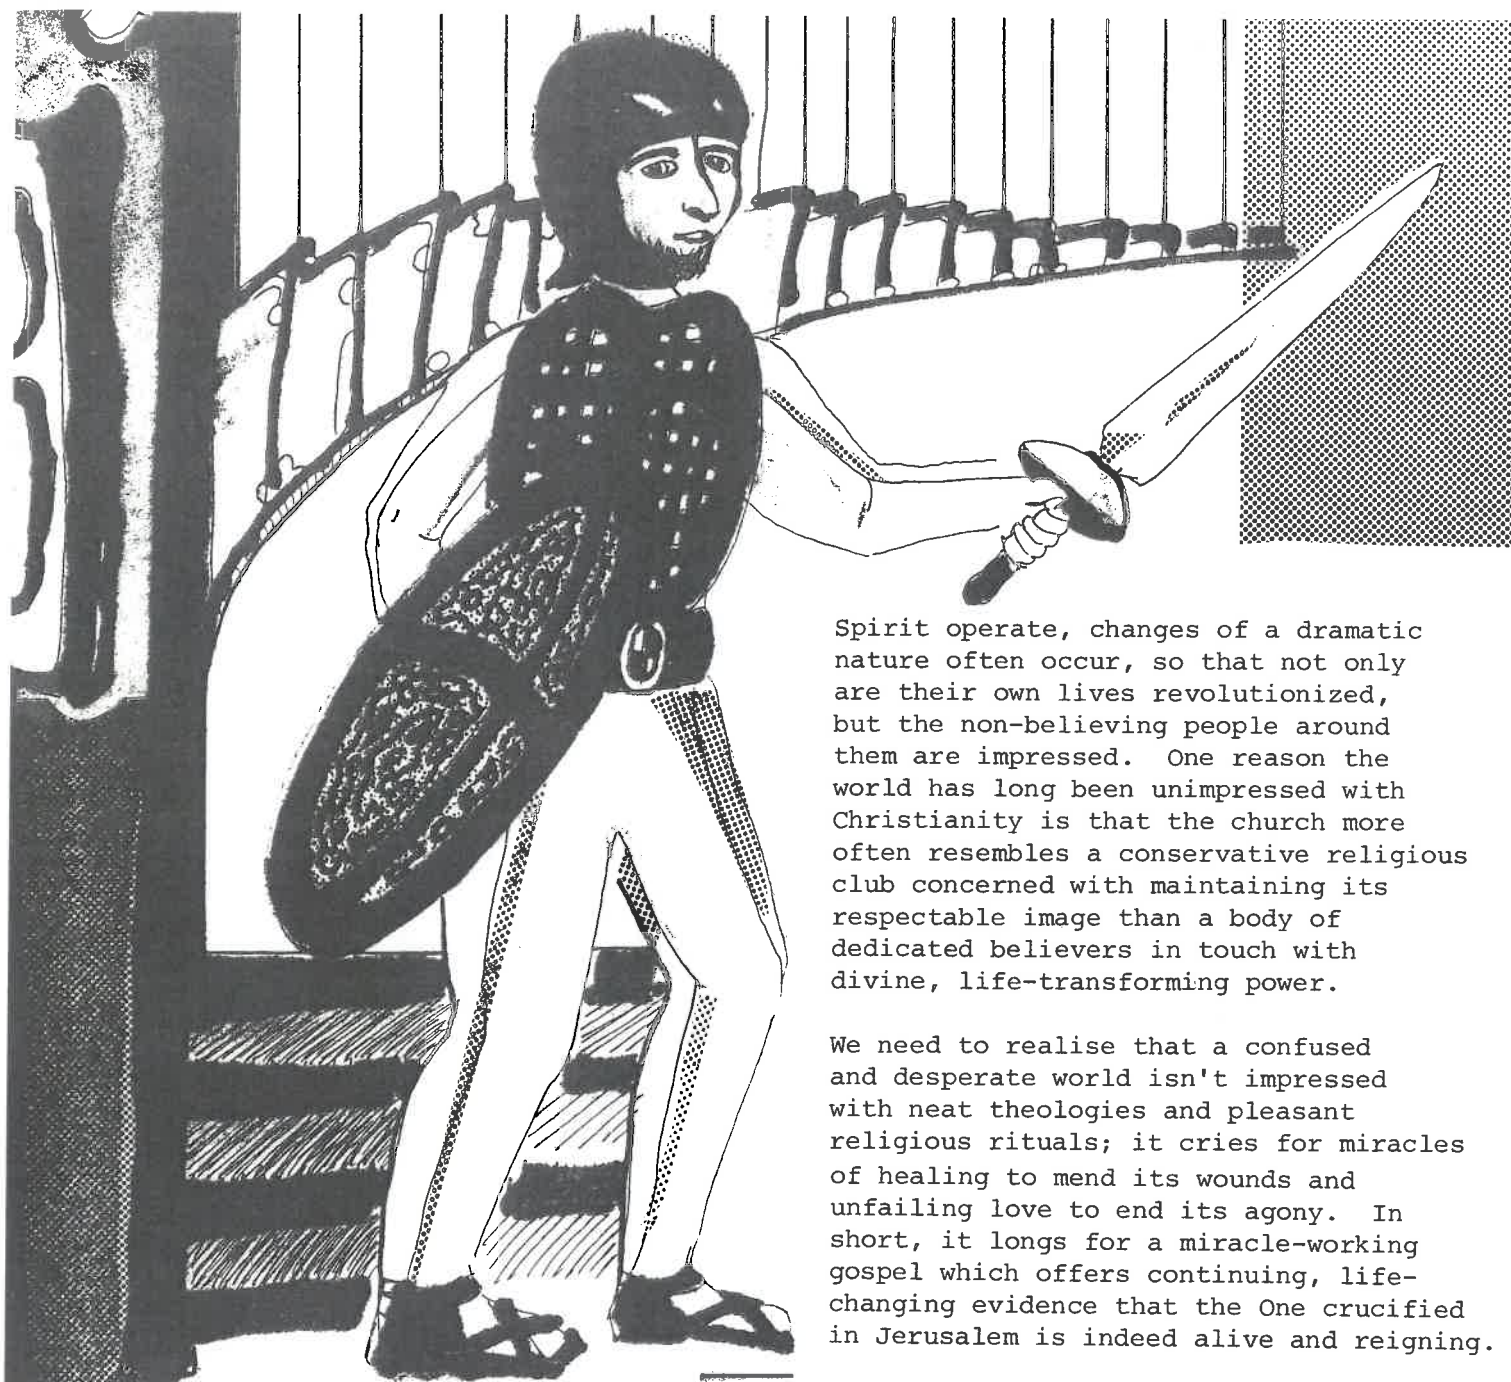 Spirit operate, changes of a dramatic
nature often occur, so that not only
are their own lives revolutionized,
but the non-believing people around
them are impressed.  One reason the
world has long been unimpressed with
Christianity is that the church more
often resembles a conservative religious
club concerned with maintaining its
respectable image than a body of
dedicated believers in touch with
divine, life-transforming power.

We need to realise that a confused
and desperate world isn't impressed
with neat theologies and pleasant
religious rituals; it cries for miracles
of healing to mend its wounds and
unfailing love to end its agony.  In
short, it longs for a miracle-working
gospel which offers continuing, life-
changing evidence that the One crucified
in Jerusalem is indeed alive and reigning.